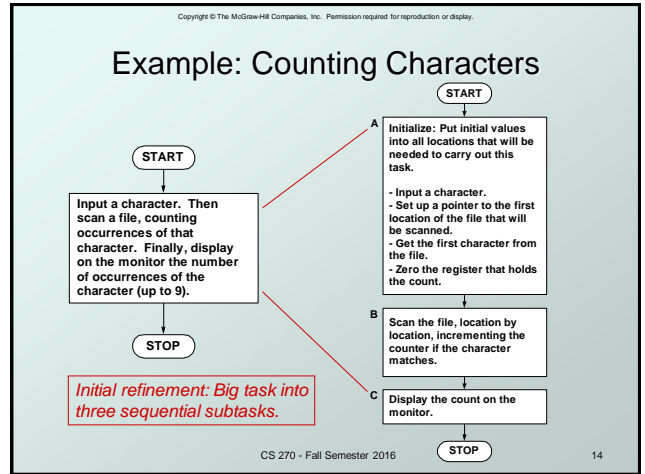 Copyright © The McGraw-Hill Companies, Inc. Permission required for reproduction or display.
Example: Counting Characters
START
Input a character. Then
scan a file, counting
occurrences of that
character. Finally, display
on the monitor the number
of occurrences of the
character (up to 9).
STOP
Initial refinement: Big task into
three sequential subtasks.
START
A
Initialize: Put initial values
into all locations that will be
needed to carry out this
task.
- Input a character.
- Set up a pointer to the first
location of the file that will
be scanned.
- Get the first character from
the file.
- Zero the register that holds
the count.
B
Scan the file, location by
location, incrementing the
counter if the character
matches.
C
Display the count on the
monitor.
STOP
CS 270 - Fall Semester 2016
14